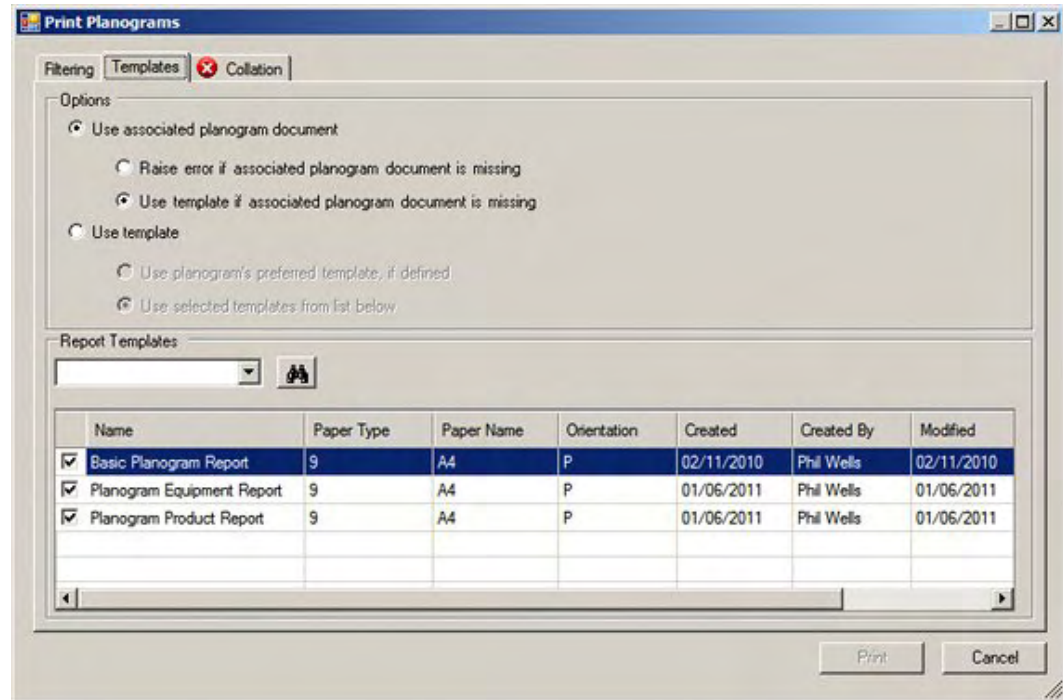 Print Planograms
Filtering Templates Collation
Options
Use associated planogram document
Raise error if associated planogram document is missing
Use template if associated planogram document is missing
Use template
Use planogram's preferred template, if defined
Use selected templates from list below
Report Templates
Name Paper Type Paper Name Orientation Created Created By Modified
Basic Planogram Report 9 A4 P 02/11/2010 Phil Wells 02/11/2010
Planogram Equipment Report 9 A4 P 01/06/2011 Phil Wells 01/06/2011
Planogram Product Report 9 A4 P 01/06/2011 Phil Wells 01/06/2011
Print Cancel